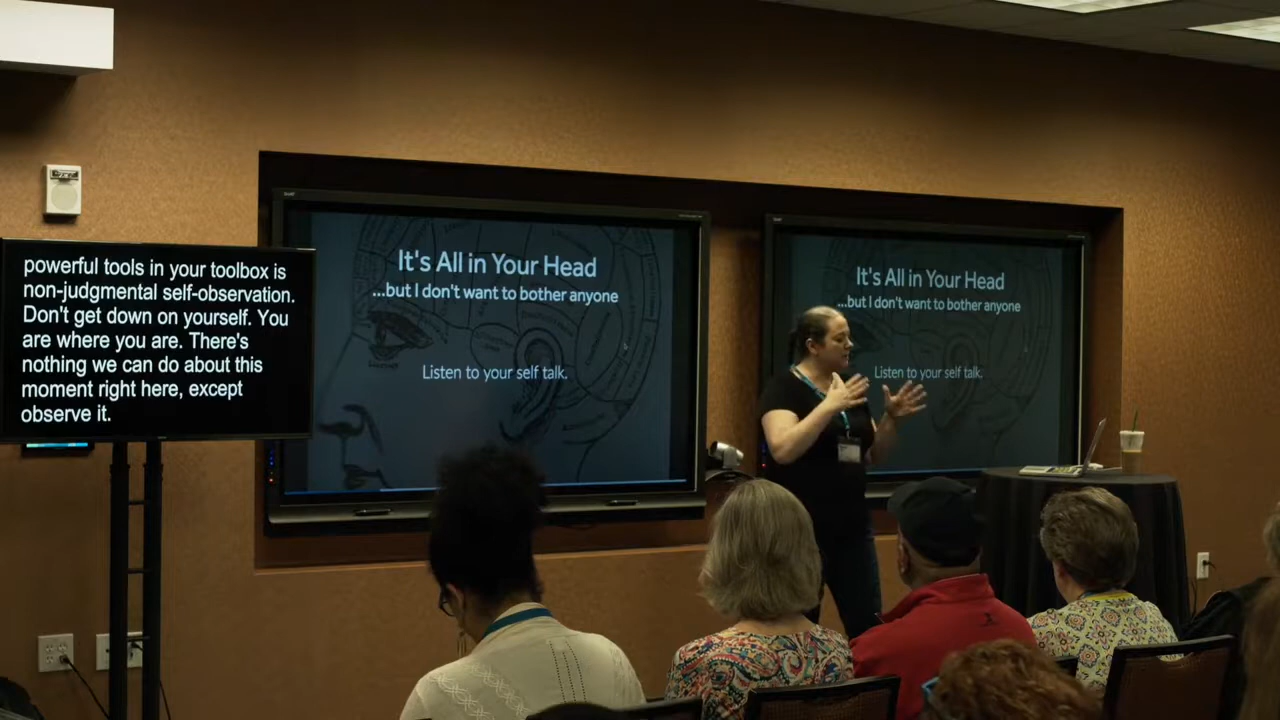 powerful tools in your toolbox is
non-judgmental self-observation.
Don't get down on yourself. You
are where you are. There's
nothing we can do about this
moment right here, except
observe it.
It's All in Your Head
...but I don't want to bother anyone
Listen to your self talk.
It's All in Your Head
...but I don't want to bother anyone
Listen to your self talk.